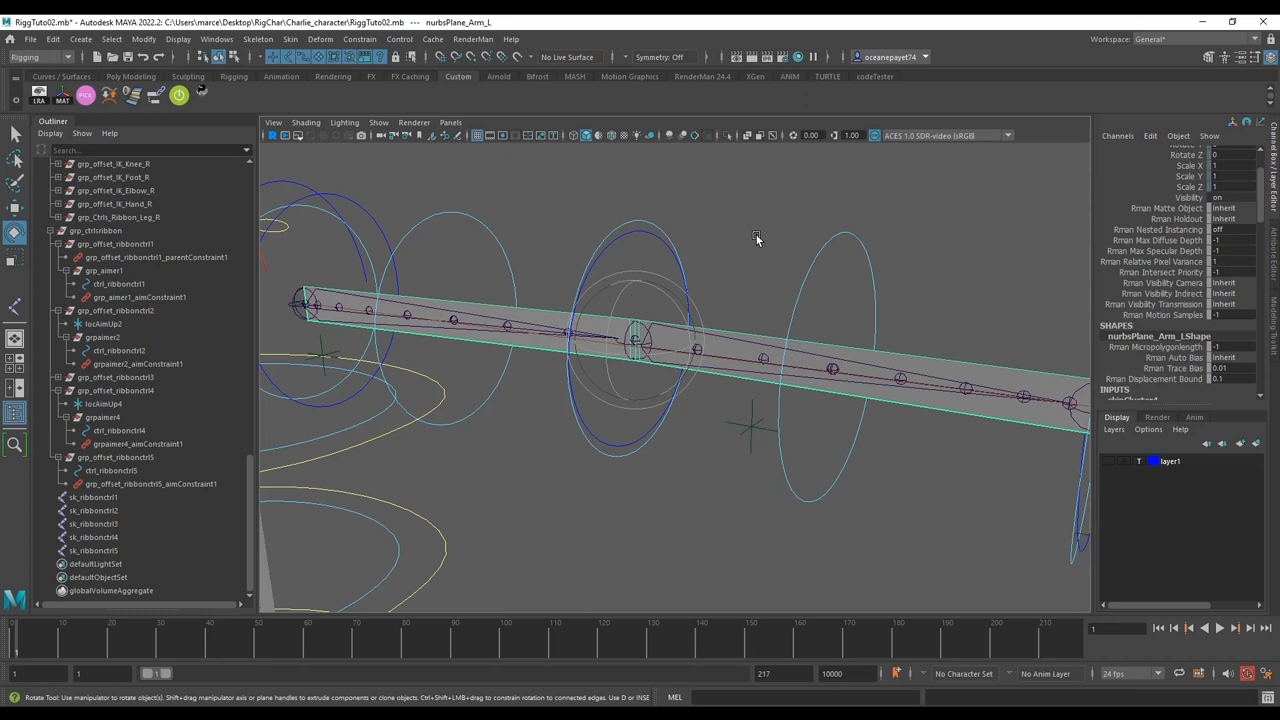 RiggTuto02.mb* - Autodesk MAYA 2022.2: C:\Users\marce\Desktop\RigChar\Charlie_character\RiggTuto02.mb --- nurbsPlane_Arm_L
File Edit Create Select Modify Display Windows Skeleton Skin Deform Constrain Control Cache RenderMan Help
Workspace: General*
Rigging
No Live Surface
Symmetry: Off
oceanepayet74
Curves / Surfaces Poly Modeling Sculpting Rigging Animation Rendering FX FX Caching Custom Arnold Bifrost MASH Motion Graphics RenderMan 24.4 XGen ANIM TURTLE codeTester
LRA MAT PICK
Outliner
Display Show Help
Search...
grp_offset_IK_Knee_R
grp_offset_IK_Foot_R
grp_offset_IK_Elbow_R
grp_offset_IK_Hand_R
grp_Ctrls_Ribbon_Leg_R
grp_ctrlsribbon
grp_offset_ribbonctrl1
grp_offset_ribbonctrl1_parentConstraint1
grp_aimer1
ctrl_ribbonctrl1
grp_aimer1_aimConstraint1
grp_offset_ribbonctrl2
locAimUp2
grpaimer2
ctrl_ribbonctrl2
grpaimer2_aimConstraint1
grp_offset_ribbonctrl3
grp_offset_ribbonctrl4
locAimUp4
grpaimer4
ctrl_ribbonctrl4
grpaimer4_aimConstraint1
grp_offset_ribbonctrl5
ctrl_ribbonctrl5
grp_offset_ribbonctrl5_aimConstraint1
sk_ribbonctrl1
sk_ribbonctrl2
sk_ribbonctrl3
sk_ribbonctrl4
sk_ribbonctrl5
defaultLightSet
defaultObjectSet
globalVolumeAggregate
View Shading Lighting Show Renderer Panels
0.00 1.00 ACES 1.0 SDR-video (sRGB)
Channels Edit Object Show
Rotate Z 0
Scale X 1
Scale Y 1
Scale Z 1
Visibility on
Rman Matte Object Inherit
Rman Holdout Inherit
Rman Nested Instancing off
Rman Max Diffuse Depth -1
Rman Max Specular Depth -1
Rman Relative Pixel Variance 1
Rman Intersect Priority -1
Rman Visibility Camera Inherit
Rman Visibility Indirect Inherit
Rman Visibility Transmission Inherit
Rman Motion Samples -1
SHAPES
nurbsPlane_Arm_LShape
Rman Micropolygonlength -1
Rman Auto Bias Inherit
Rman Trace Bias 0.01
Rman Displacement Bound 0.1
INPUTS
Display Render Anim
Layers Options Help
T layer1
Channel Box / Layer Editor
Attribute Editor
10 20 30 40 50 60 70 80 90 100 110 120 130 140 150 160 170 180 190 200 210
1
1
1 1 1 217 10000 No Character Set No Anim Layer 24 fps
Rotate Tool: Use manipulator to rotate object(s). Shift+drag manipulator axis or plane handles to extrude components or clone objects. Ctrl+Shift+LMB+drag to constrain rotation to connected edges. Use D or INSE
MEL